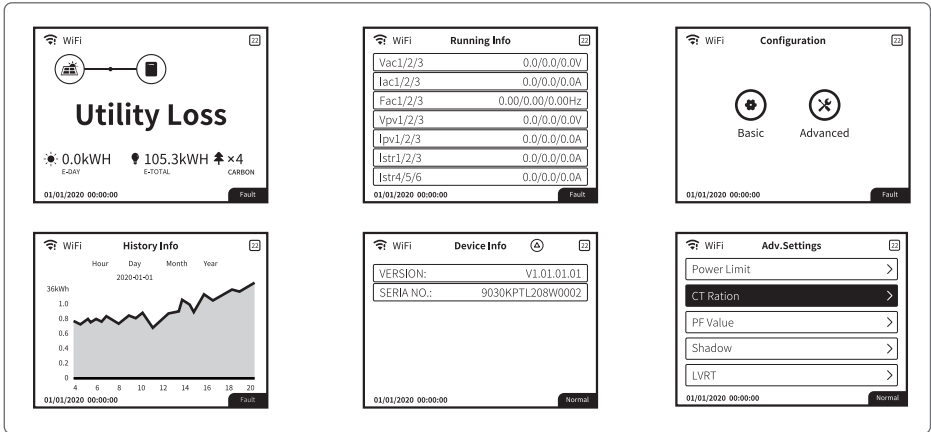 WiFi 22
Utility Loss
0.0kWH 105.3kWH ×4
E-DAY E-TOTAL CARBON
01/01/2020 00:00:00 Fault
WiFi Running Info 22
Vac1/2/3 0.0/0.0/0.0V
Iac1/2/3 0.0/0.0/0.0A
Fac1/2/3 0.00/0.00/0.00Hz
Vpv1/2/3 0.0/0.0/0.0V
Ipv1/2/3 0.0/0.0/0.0A
Istr1/2/3 0.0/0.0/0.0A
Istr4/5/6 0.0/0.0/0.0A
01/01/2020 00:00:00 Fault
WiFi Configuration 22
Basic Advanced
01/01/2020 00:00:00 Fault
WiFi History Info 22
Hour Day Month Year
2020-01-01
36kWh
1.0
0.8
0.6
0.4
0.2
0
4 6 8 10 12 14 16 18 20
01/01/2020 00:00:00 Fault
WiFi Device Info 22
VERSION: V1.01.01.01
SERIA NO.: 9030KPTL208W0002
01/01/2020 00:00:00 Normal
WiFi Adv.Settings 22
Power Limit
CT Ration
PF Value
Shadow
LVRT
01/01/2020 00:00:00 Normal